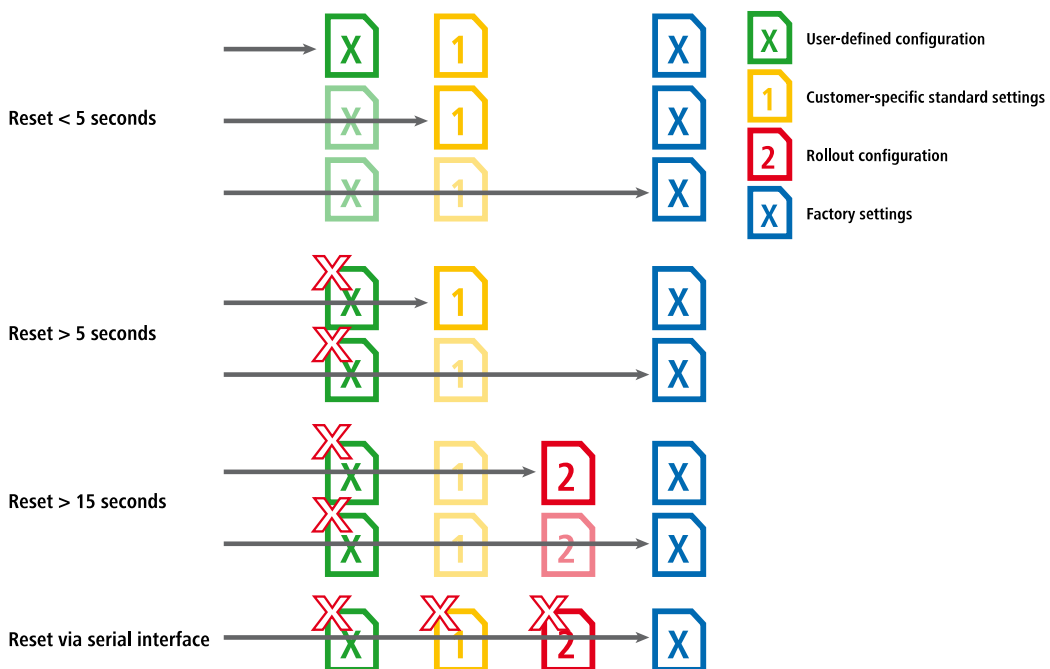 X 1 X X User-defined configuration
1 Customer-specific standard settings
Reset < 5 seconds X 1 X
2 Rollout configuration
X 1 X
X Factory settings
X X 1 X
Reset > 5 seconds
X X 1 X
X X 1 2 X
Reset > 15 seconds
X X 1 2 X
X X X
Reset via serial interface X 1 2 X